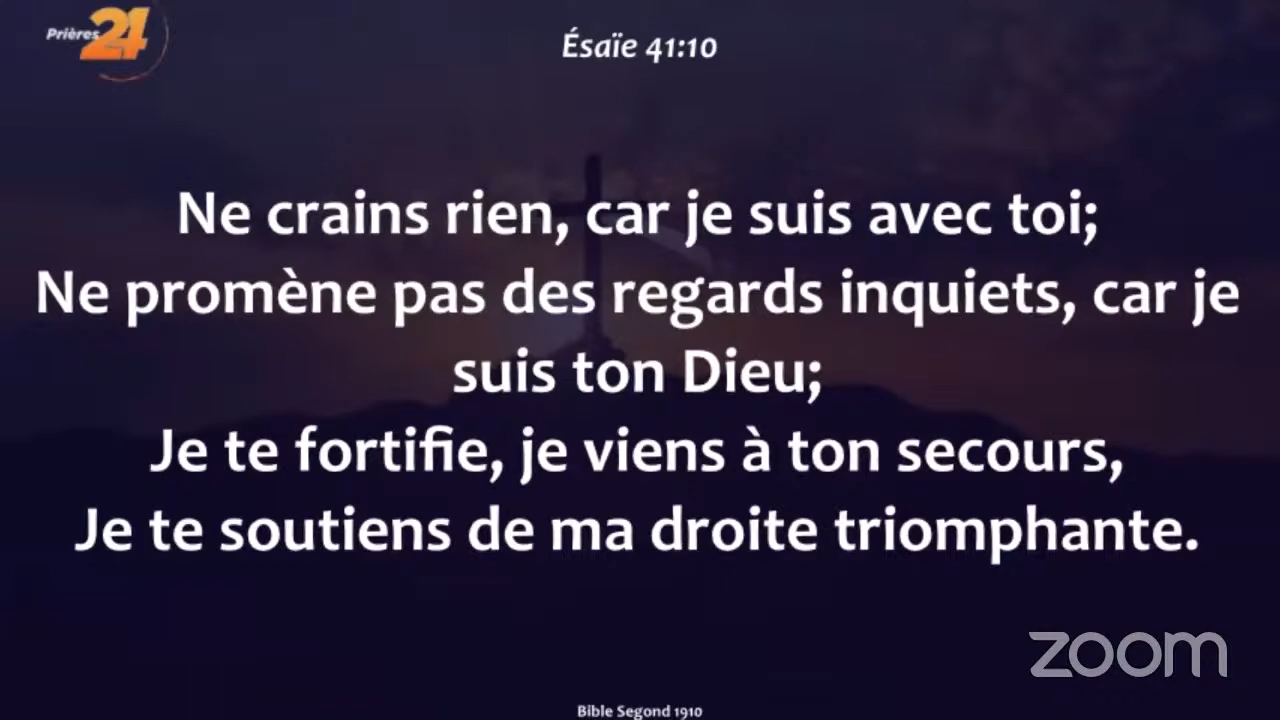 Prières 21
Ésaïe 41:10
Ne crains rien, car je suis avec toi;
Ne promène pas des regards inquiets, car je
suis ton Dieu;
Je te fortifie, je viens à ton secours,
Je te soutiens de ma droite triomphante.
zoom
Bible Segond 1910